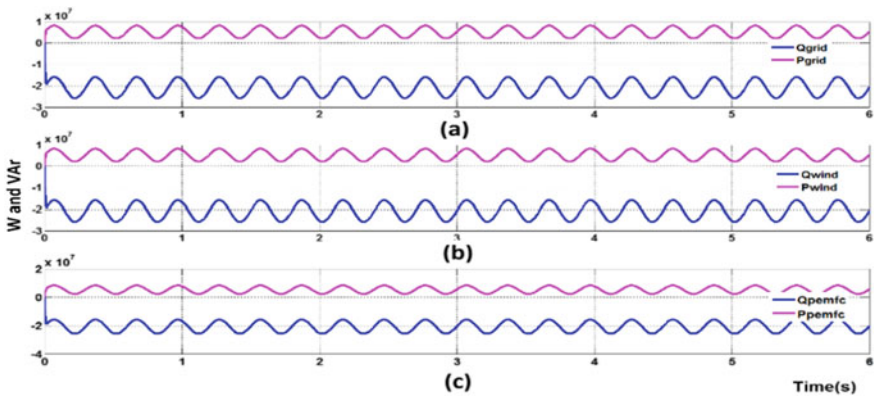 x 10⁷
1
0
-1
-2
-3
Qgrid
Pgrid
0 1 2 3 4 5 6
(a)
x 10⁷
1
0
-1
-2
-3
Qwind
Pwind
0 1 2 3 4 5 6
(b)
W and VAr
x 10⁷
2
0
-2
-4
Qpemfc
Ppemfc
0 1 2 3 4 5 6
(c)
Time(s)